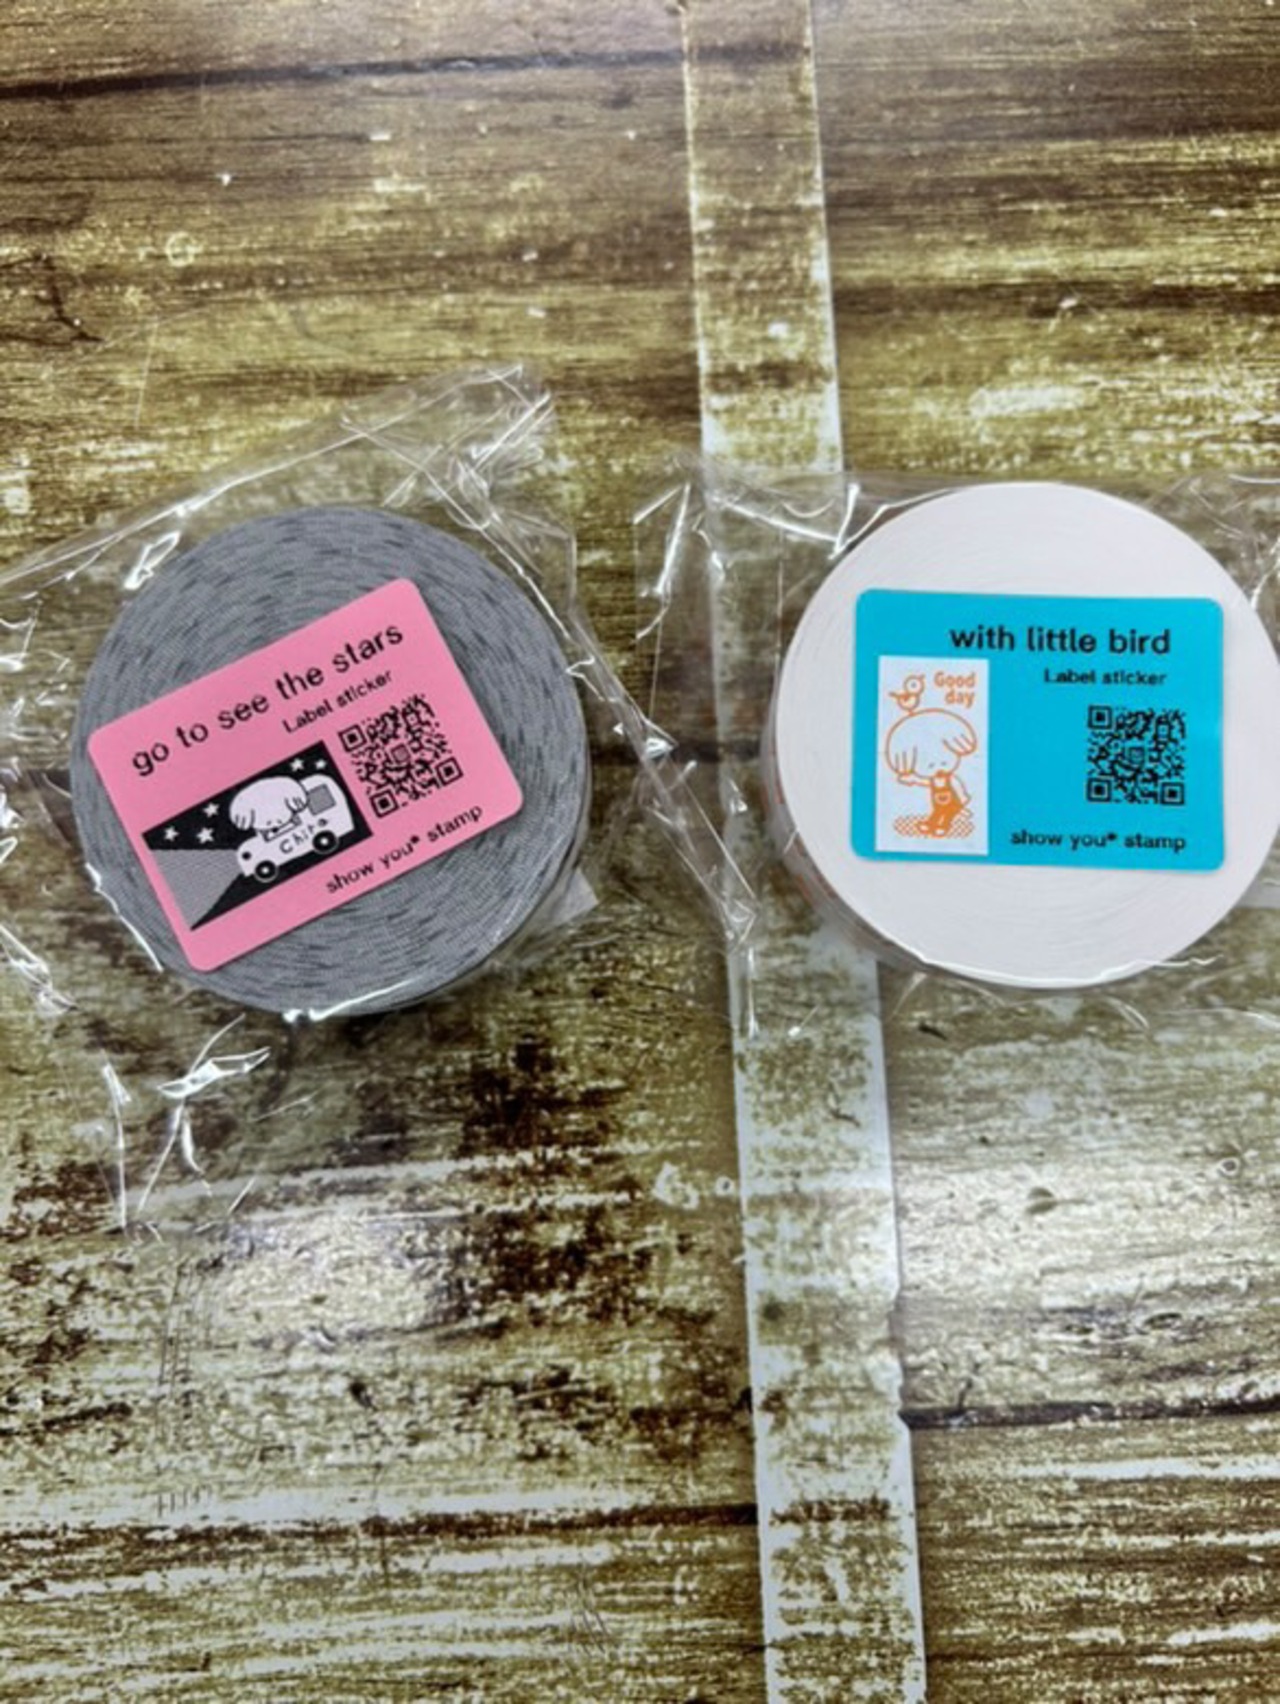 go to see the stars
Label sticker
Chita
show you* stamp
with little bird
Label sticker
Good
day
show you* stamp